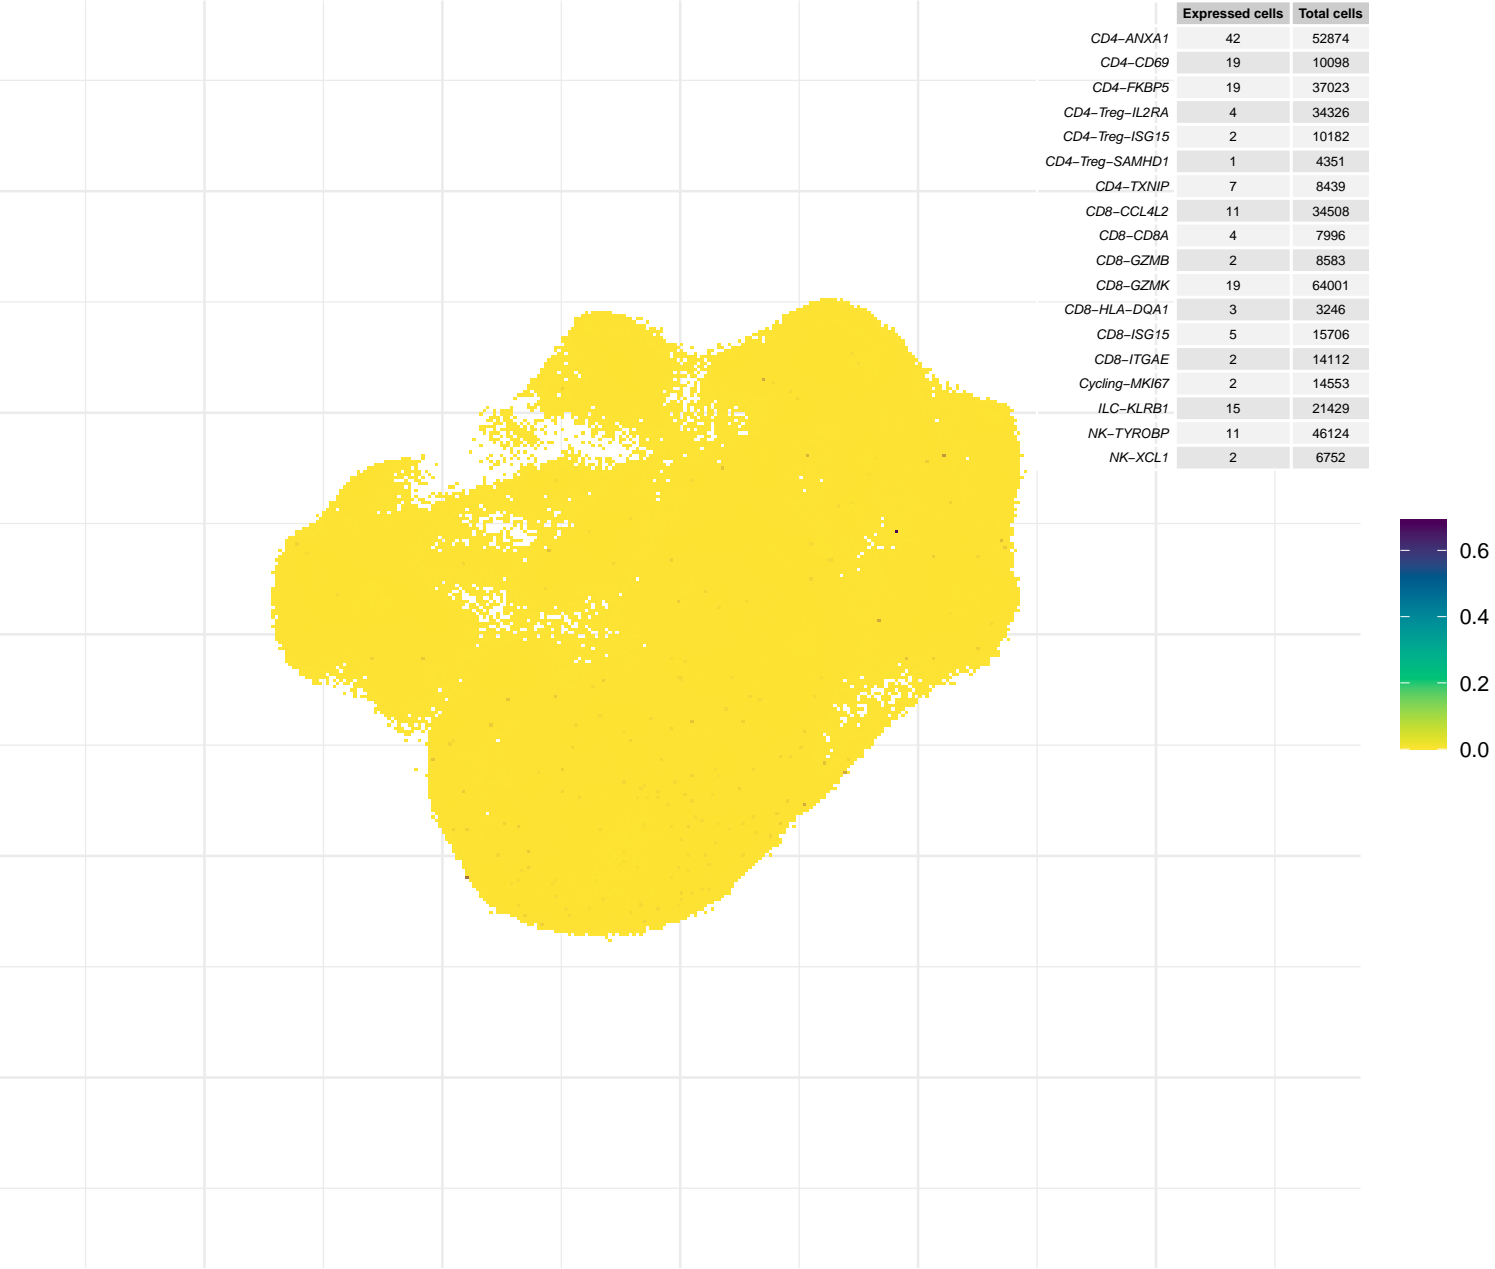 Expressed cells Total cells
CD4−ANXA1 42 52874
CD4−CD69 19 10098
CD4−FKBP5 19 37023
CD4−Treg−IL2RA 4 34326
CD4−Treg−ISG15 2 10182
CD4−Treg−SAMHD1 1 4351
CD4−TXNIP 7 8439
CD8−CCL4L2 11 34508
CD8−CD8A 4 7996
CD8−GZMB 2 8583
CD8−GZMK 19 64001
CD8−HLA−DQA1 3 3246
CD8−ISG15 5 15706
CD8−ITGAE 2 14112
Cycling−MKI67 2 14553
ILC−KLRB1 15 21429
NK−TYROBP 11 46124
NK−XCL1 2 6752
0.6
0.4
0.2
0.0